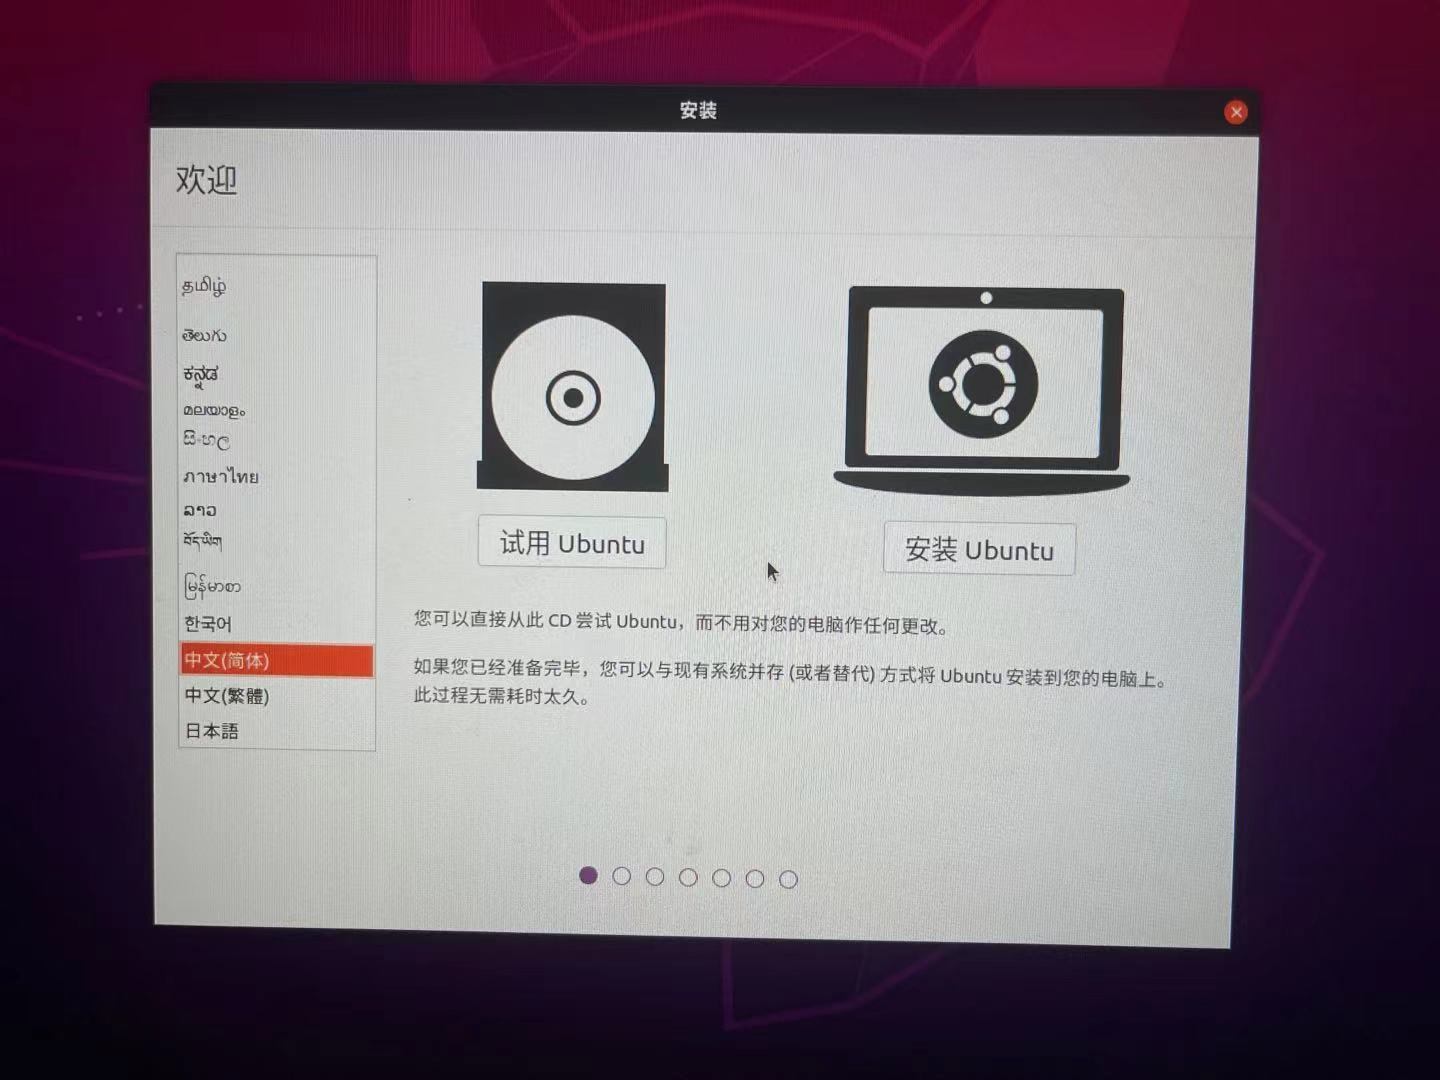 安装
欢迎
தமிழ்
తెలుగు
ಕನ್ನಡ
മലയാളം
සිංහල
ภาษาไทย
ລາວ
བོད་ཡིག
မြန်မာစာ
한국어
中文(简体)
中文(繁體)
日本語
试用 Ubuntu
安装 Ubuntu
您可以直接从此 CD 尝试 Ubuntu，而不用对您的电脑作任何更改。
如果您已经准备完毕，您可以与现有系统并存 (或者替代) 方式将 Ubuntu 安装到您的电脑上。
此过程无需耗时太久。